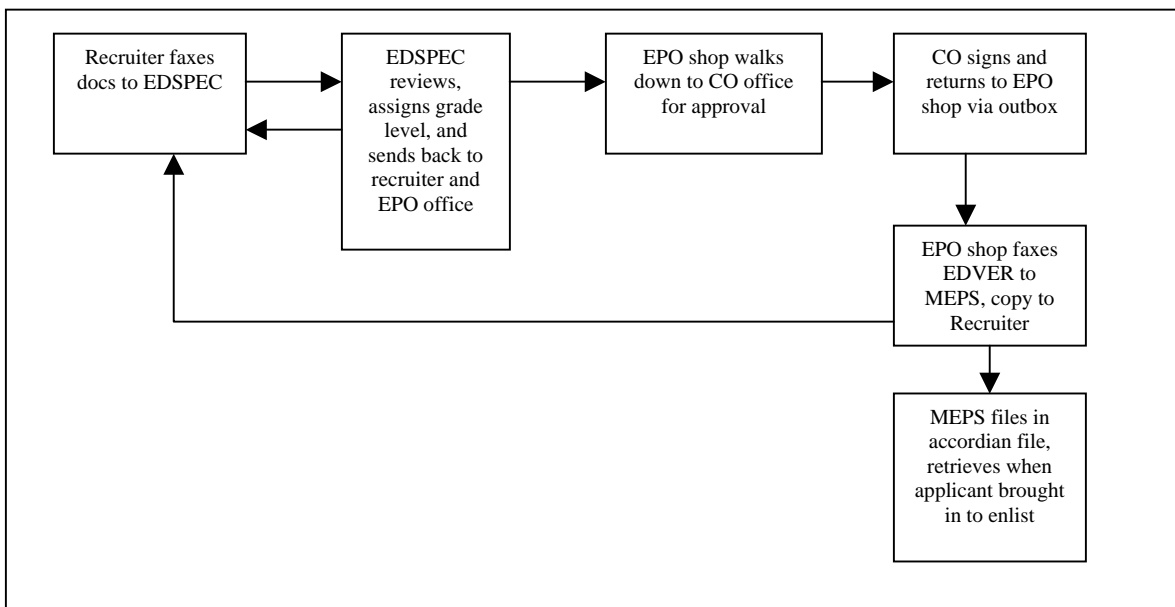 Recruiter faxes
docs to EDSPEC
EDSPEC
reviews,
assigns grade
level, and
sends back to
recruiter and
EPO office
EPO shop walks
down to CO office
for approval
CO signs and
returns to EPO
shop via outbox
EPO shop faxes
EDVER to
MEPS, copy to
Recruiter
MEPS files in
accordian file,
retrieves when
applicant brought
in to enlist